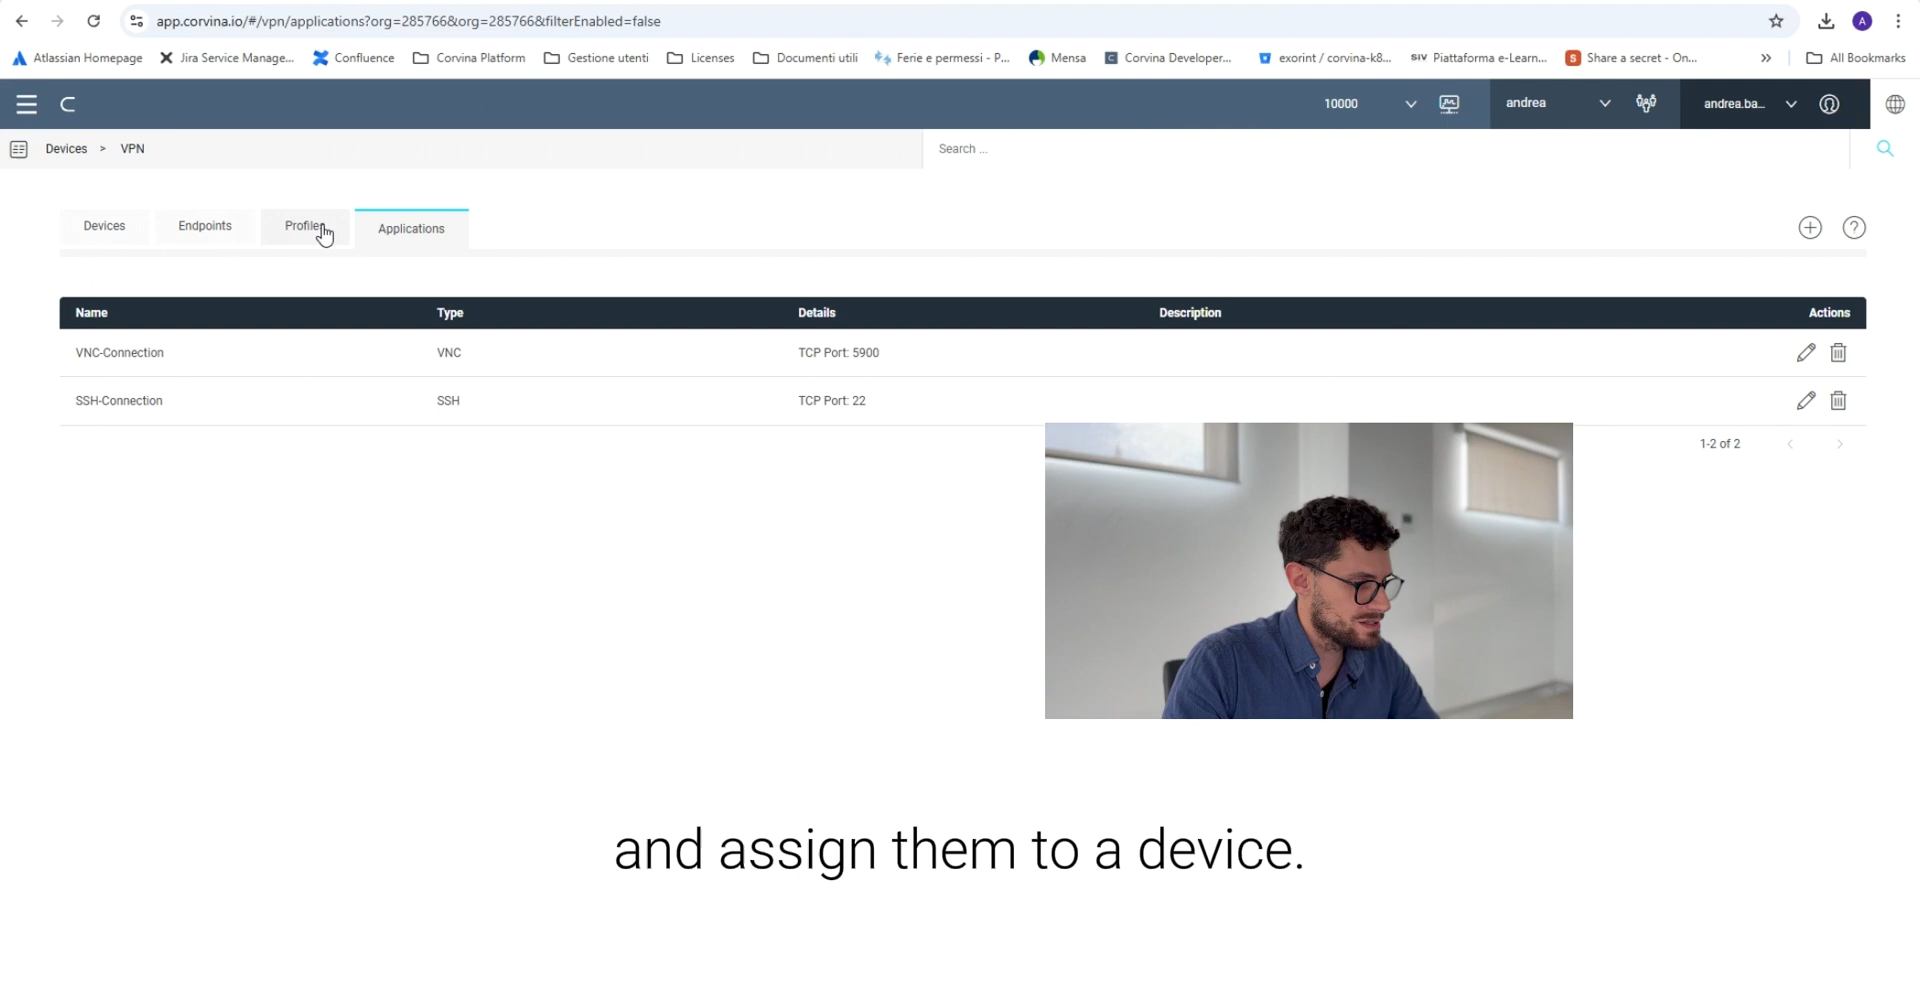 app.corvina.io/#/vpn/applications?org=285766&org=285766&filterEnabled=false
A
Atlassian Homepage
Jira Service Manage...
Confluence
Corvina Platform
Gestione utenti
Licenses
Documenti utili
Ferie e permessi - P...
Mensa
C Corvina Developer...
exorint / corvina-k8...
SIV Piattaforma e-Learn...
S Share a secret - On...
»
All Bookmarks
C
10000
andrea
andrea.ba...
Devices > VPN
Search ...
Devices
Endpoints
Profiles
Applications
Name Type Details Description Actions
VNC-Connection VNC TCP Port: 5900
SSH-Connection SSH TCP Port: 22
1-2 of 2
and assign them to a device.